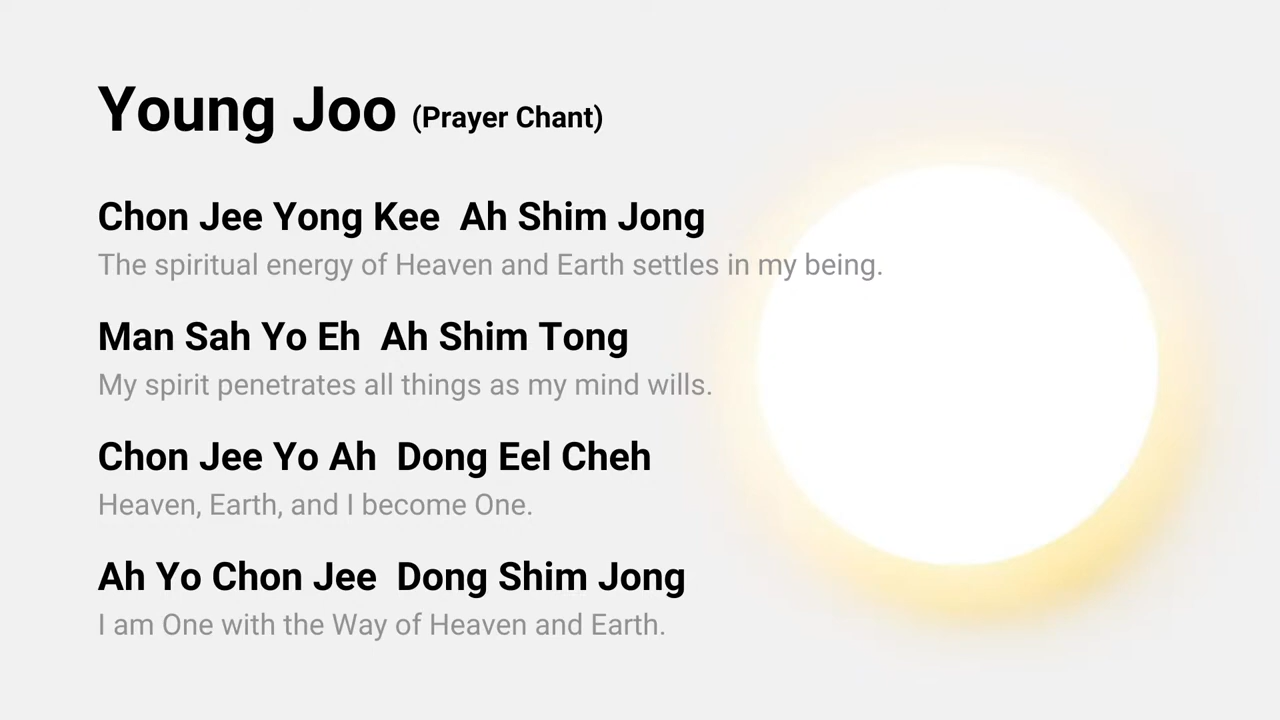 Young Joo (Prayer Chant)
Chon Jee Yong Kee  Ah Shim Jong
The spiritual energy of Heaven and Earth settles in my being.
Man Sah Yo Eh  Ah Shim Tong
My spirit penetrates all things as my mind wills.
Chon Jee Yo Ah  Dong Eel Cheh
Heaven, Earth, and I become One.
Ah Yo Chon Jee  Dong Shim Jong
I am One with the Way of Heaven and Earth.